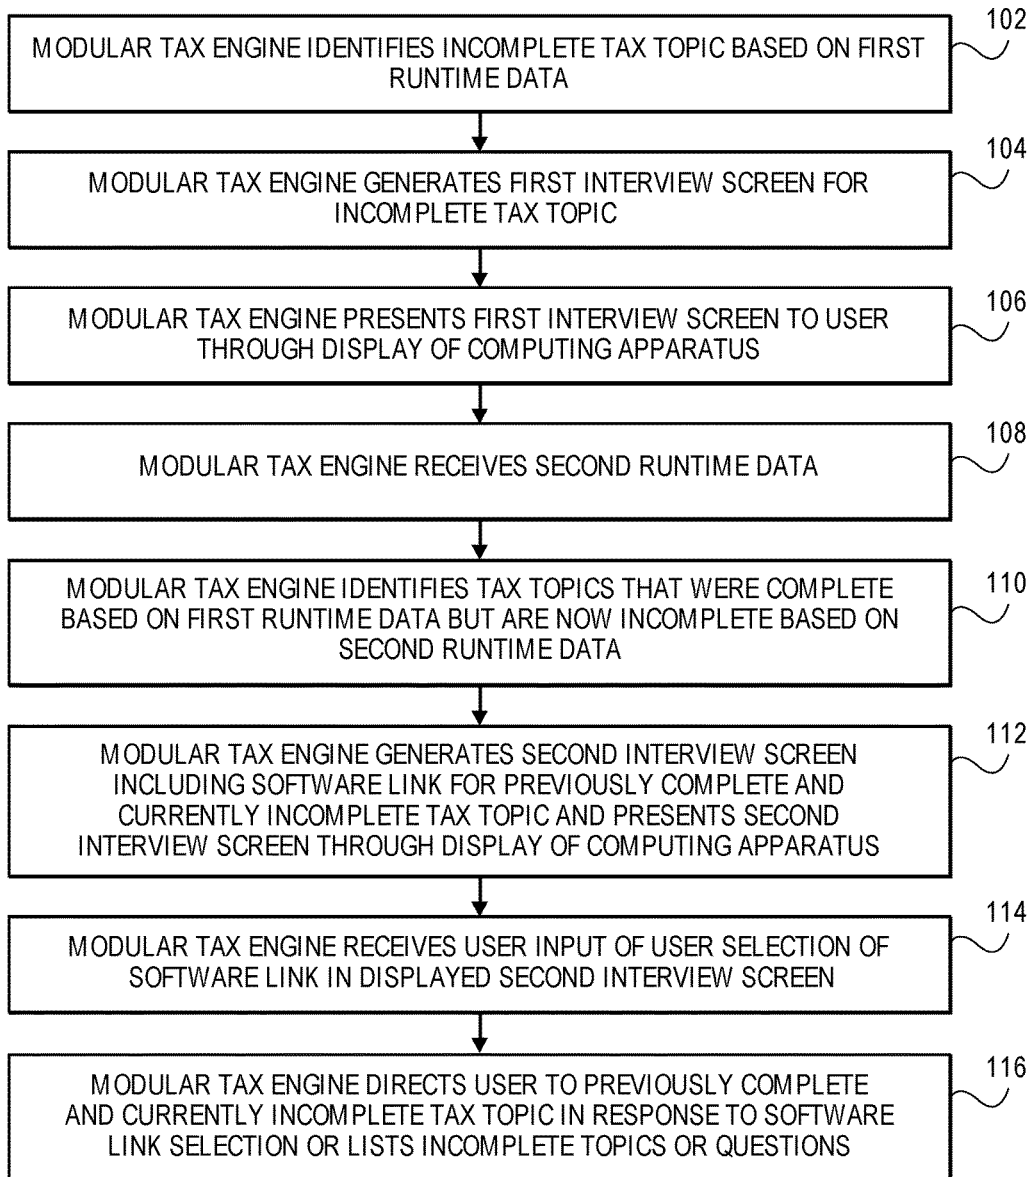 102
MODULAR TAX ENGINE IDENTIFIES INCOMPLETE TAX TOPIC BASED ON FIRST
RUNTIME DATA
104
MODULAR TAX ENGINE GENERATES FIRST INTERVIEW SCREEN FOR
INCOMPLETE TAX TOPIC
106
MODULAR TAX ENGINE PRESENTS FIRST INTERVIEW SCREEN TO USER
THROUGH DISPLAY OF COMPUTING APPARATUS
108
MODULAR TAX ENGINE RECEIVES SECOND RUNTIME DATA
110
MODULAR TAX ENGINE IDENTIFIES TAX TOPICS THAT WERE COMPLETE
BASED ON FIRST RUNTIME DATA BUT ARE NOW INCOMPLETE BASED ON
SECOND RUNTIME DATA
112
MODULAR TAX ENGINE GENERATES SECOND INTERVIEW SCREEN
INCLUDING SOFTWARE LINK FOR PREVIOUSLY COMPLETE AND
CURRENTLY INCOMPLETE TAX TOPIC AND PRESENTS SECOND
INTERVIEW SCREEN THROUGH DISPLAY OF COMPUTING APPARATUS
114
MODULAR TAX ENGINE RECEIVES USER INPUT OF USER SELECTION OF
SOFTWARE LINK IN DISPLAYED SECOND INTERVIEW SCREEN
116
MODULAR TAX ENGINE DIRECTS USER TO PREVIOUSLY COMPLETE
AND CURRENTLY INCOMPLETE TAX TOPIC IN RESPONSE TO SOFTWARE
LINK SELECTION OR LISTS INCOMPLETE TOPICS OR QUESTIONS